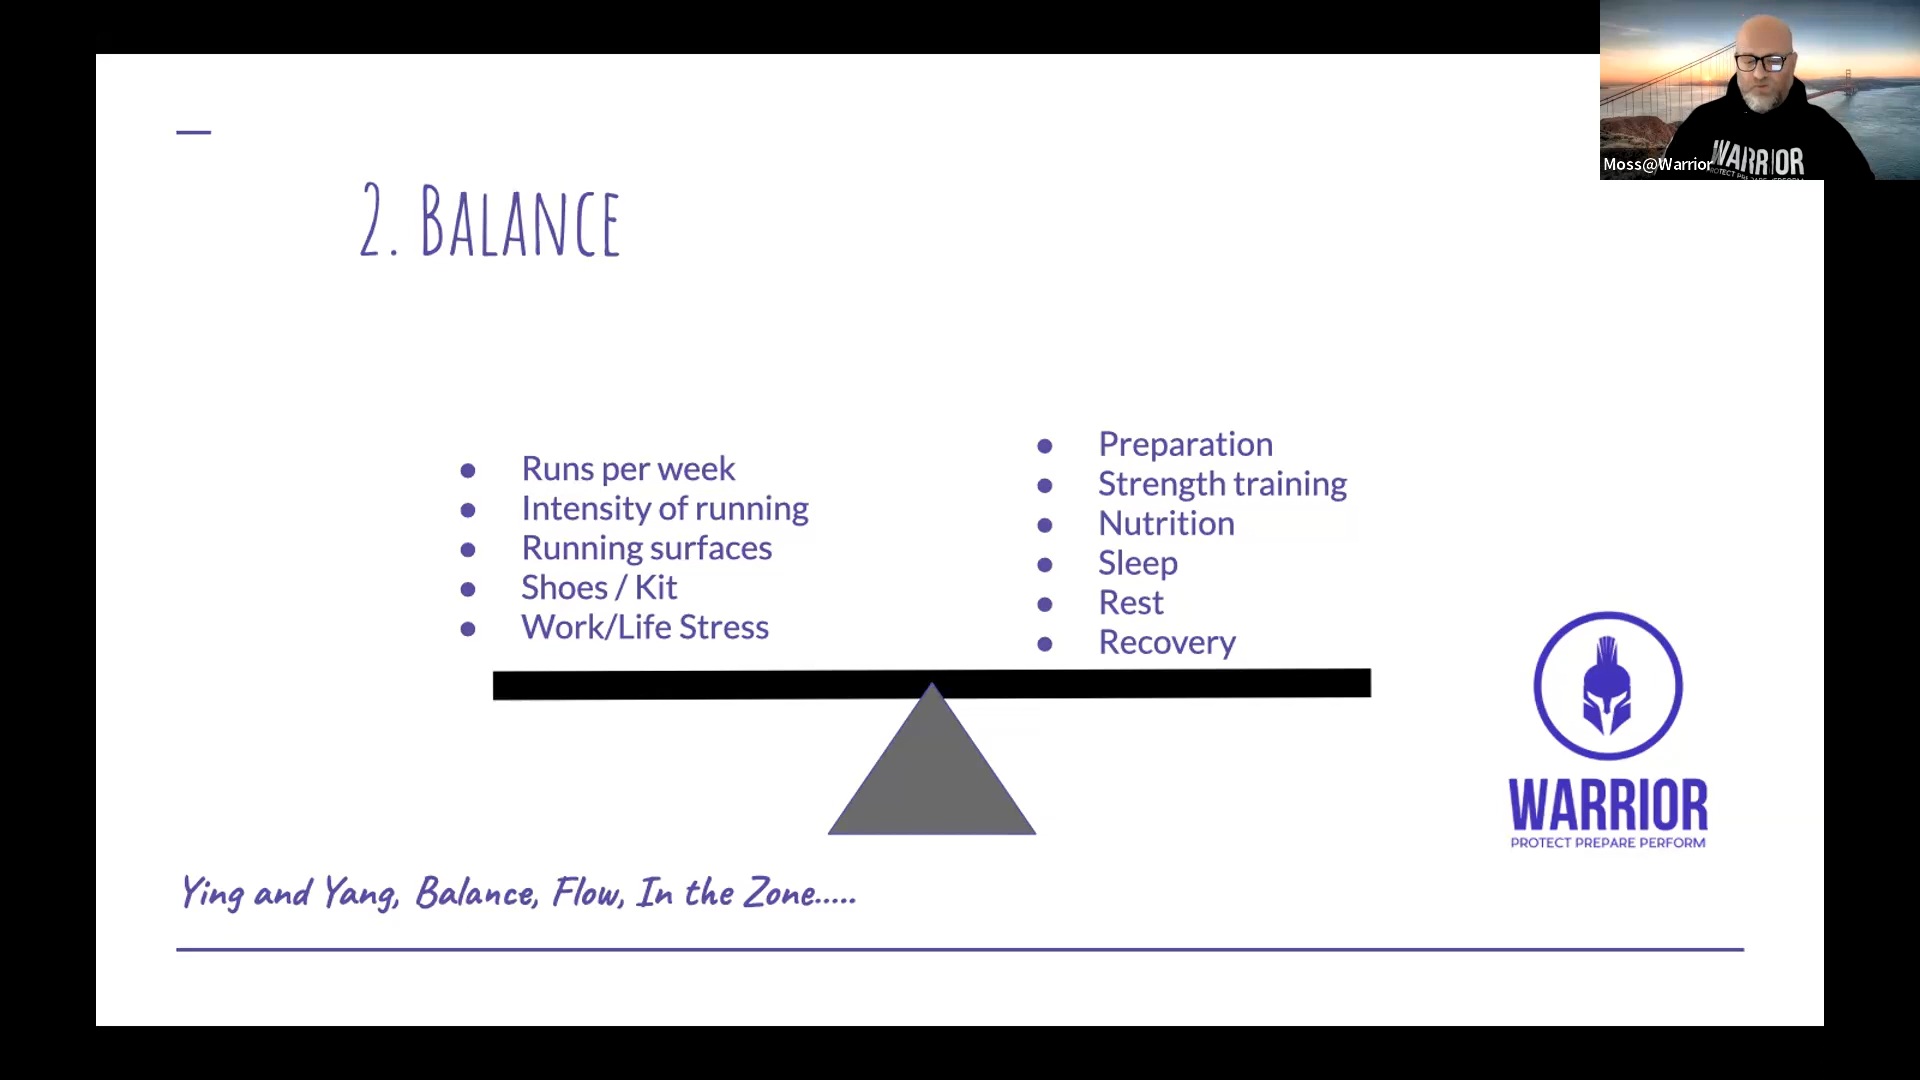 2. BALANCE
Runs per week
Intensity of running
Running surfaces
Shoes / Kit
Work/Life Stress
Preparation
Strength training
Nutrition
Sleep
Rest
Recovery
Ying and Yang, Balance, Flow, In the Zone.....
WARRIOR
PROTECT PREPARE PERFORM
WARRIOR
Moss@Warrior